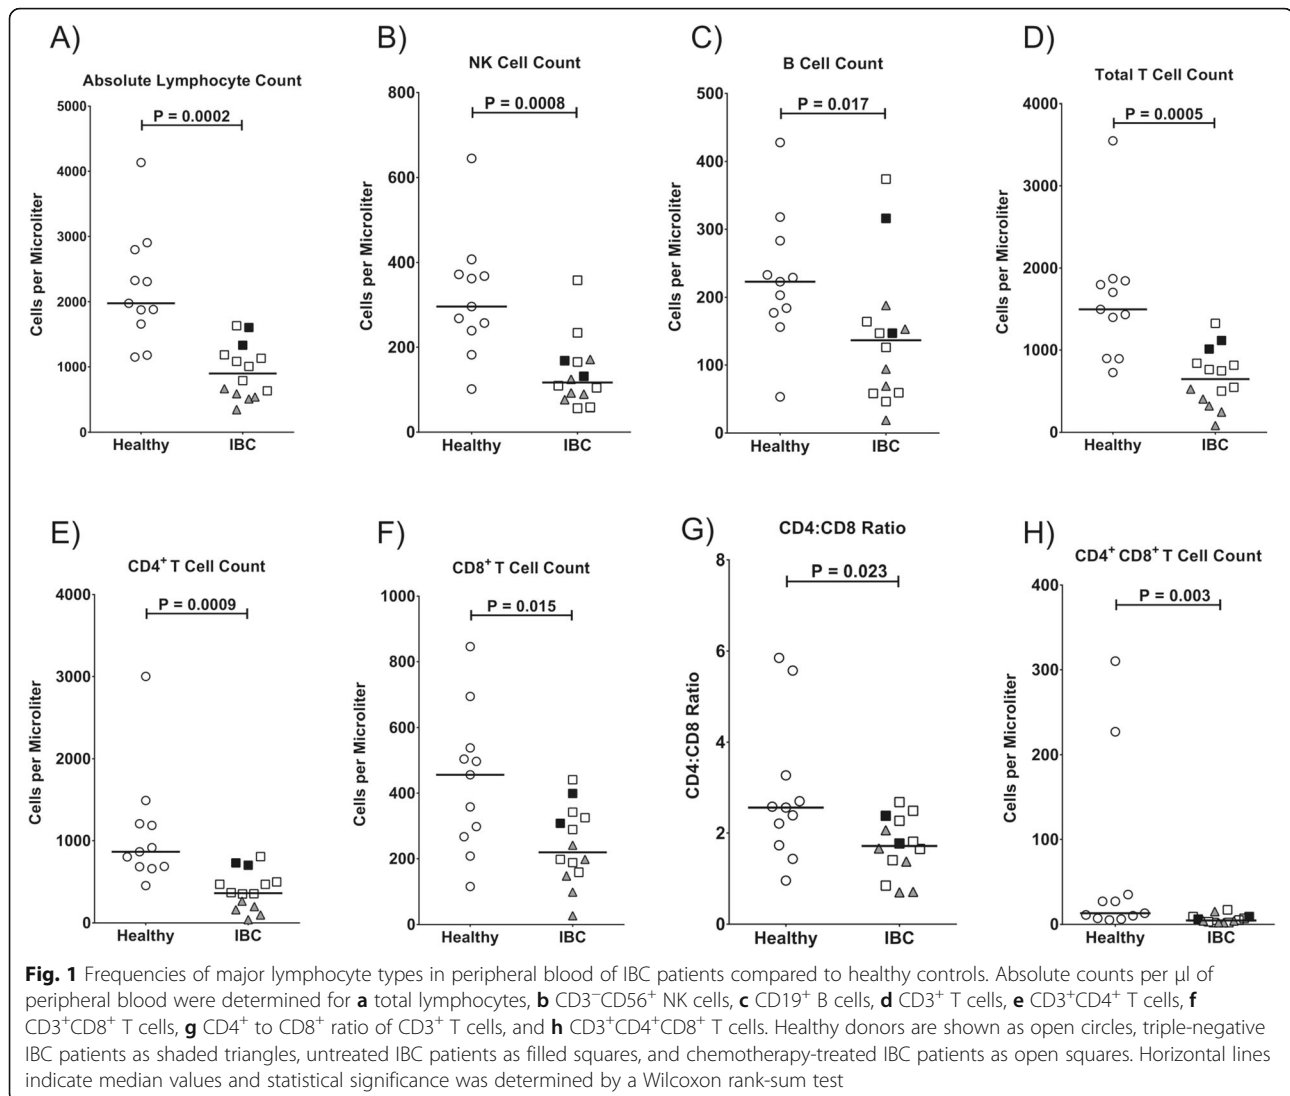 A)
Absolute Lymphocyte Count
P = 0.0002
Cells per Microliter
5000
4000
3000
2000
1000
0
Healthy
IBC
B)
NK Cell Count
P = 0.0008
Cells per Microliter
800
600
400
200
0
Healthy
IBC
C)
B Cell Count
P = 0.017
Cells per Microliter
500
400
300
200
100
0
Healthy
IBC
D)
Total T Cell Count
P = 0.0005
Cells per Microliter
4000
3000
2000
1000
0
Healthy
IBC
E)
CD4⁺ T Cell Count
P = 0.0009
Cells per Microliter
4000
3000
2000
1000
0
Healthy
IBC
F)
CD8⁺ T Cell Count
P = 0.015
Cells per Microliter
1000
800
600
400
200
0
Healthy
IBC
G)
CD4:CD8 Ratio
P = 0.023
CD4:CD8 Ratio
8
6
4
2
0
Healthy
IBC
H)
CD4⁺ CD8⁺ T Cell Count
P = 0.003
Cells per Microliter
400
300
200
100
0
Healthy
IBC
Fig. 1 Frequencies of major lymphocyte types in peripheral blood of IBC patients compared to healthy controls. Absolute counts per μl of
peripheral blood were determined for a total lymphocytes, b CD3⁻CD56⁺ NK cells, c CD19⁺ B cells, d CD3⁺ T cells, e CD3⁺CD4⁺ T cells, f
CD3⁺CD8⁺ T cells, g CD4⁺ to CD8⁺ ratio of CD3⁺ T cells, and h CD3⁺CD4⁺CD8⁺ T cells. Healthy donors are shown as open circles, triple-negative
IBC patients as shaded triangles, untreated IBC patients as filled squares, and chemotherapy-treated IBC patients as open squares. Horizontal lines
indicate median values and statistical significance was determined by a Wilcoxon rank-sum test